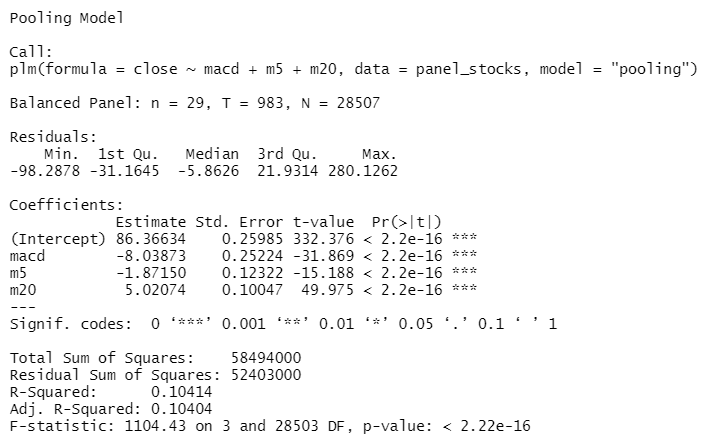 Pooling Model
Call:
plm(formula = close ~ macd + m5 + m20, data = panel_stocks, model = "pooling")
Balanced Panel: n = 29, T = 983, N = 28507
Residuals:
Min. 1st Qu. Median 3rd Qu. Max.
-98.2878 -31.1645 -5.8626 21.9314 280.1262
Coefficients:
Estimate Std. Error t-value Pr(>|t|)
(Intercept) 86.36634 0.25985 332.376 < 2.2e-16 ***
macd -8.03873 0.25224 -31.869 < 2.2e-16 ***
m5 -1.87150 0.12322 -15.188 < 2.2e-16 ***
m20 5.02074 0.10047 49.975 < 2.2e-16 ***
---
Signif. codes: 0 ‘***’ 0.001 ‘**’ 0.01 ‘*’ 0.05 ‘.’ 0.1 ‘ ’ 1
Total Sum of Squares: 58494000
Residual Sum of Squares: 52403000
R-Squared: 0.10414
Adj. R-Squared: 0.10404
F-statistic: 1104.43 on 3 and 28503 DF, p-value: < 2.22e-16